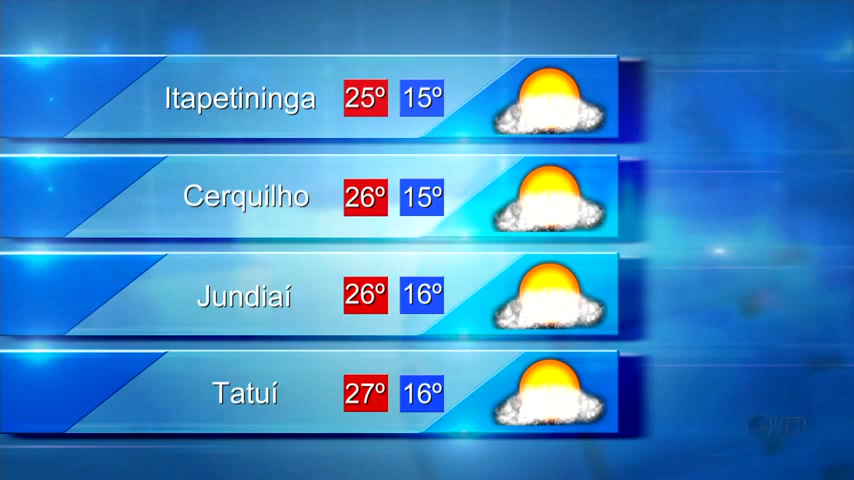 Itapetininga 25º 15º
Cerquilho 26º 15º
Jundiaí 26º 16º
Tatuí 27º 16º